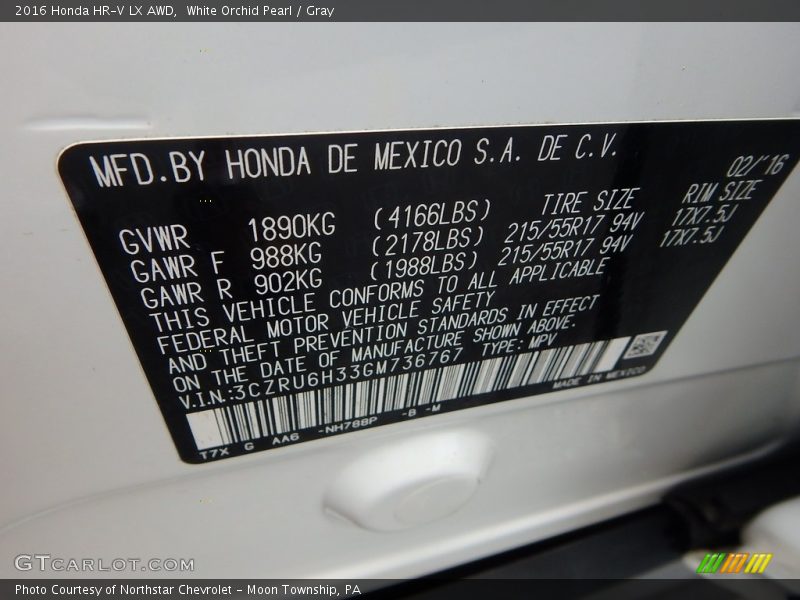 2016 Honda HR-V LX AWD, White Orchid Pearl / Gray
MFD.BY HONDA DE MEXICO S.A. DE C.V.
02/'16
TIRE SIZE RIM SIZE
GVWR 1890KG (4166LBS)
GAWR F 988KG (2178LBS) 215/55R17 94V 17X7.5J
GAWR R 902KG (1988LBS) 215/55R17 94V 17X7.5J
THIS VEHICLE CONFORMS TO ALL APPLICABLE
FEDERAL MOTOR VEHICLE SAFETY
AND THEFT PREVENTION STANDARDS IN EFFECT
ON THE DATE OF MANUFACTURE SHOWN ABOVE.
V.I.N:3CZRU6H33GM736767 TYPE:MPV
T7X G AA6 -NH788P -B -M MADE IN MEXICO
GTCARLOT.COM
Photo Courtesy of Northstar Chevrolet - Moon Township, PA